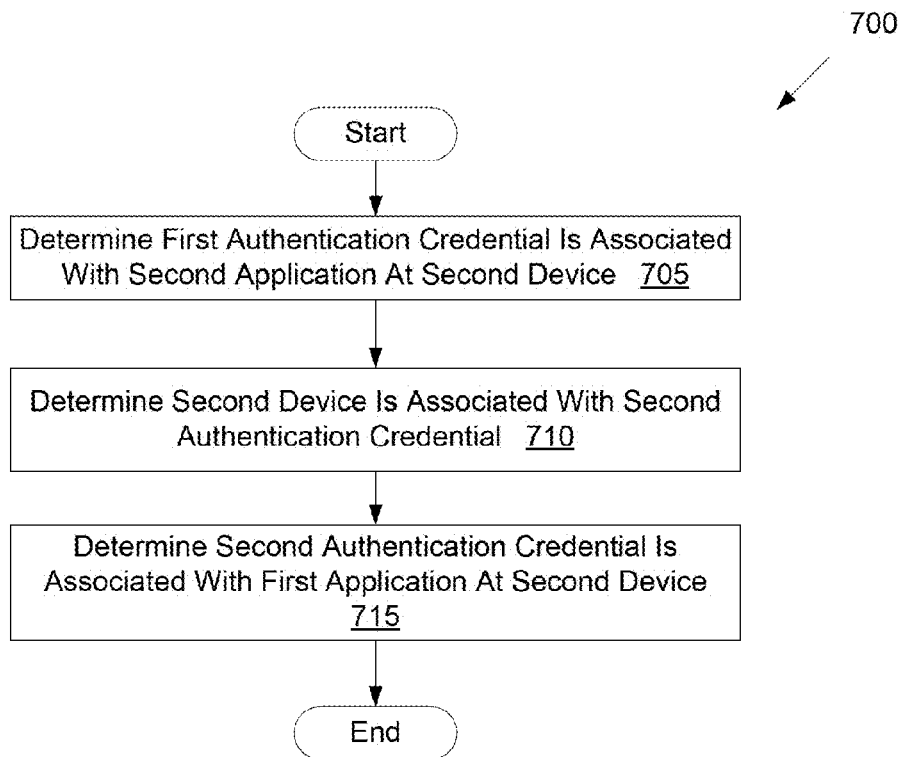 700
Start
Determine First Authentication Credential Is Associated
With Second Application At Second Device 705
Determine Second Device Is Associated With Second
Authentication Credential 710
Determine Second Authentication Credential Is
Associated With First Application At Second Device
715
End